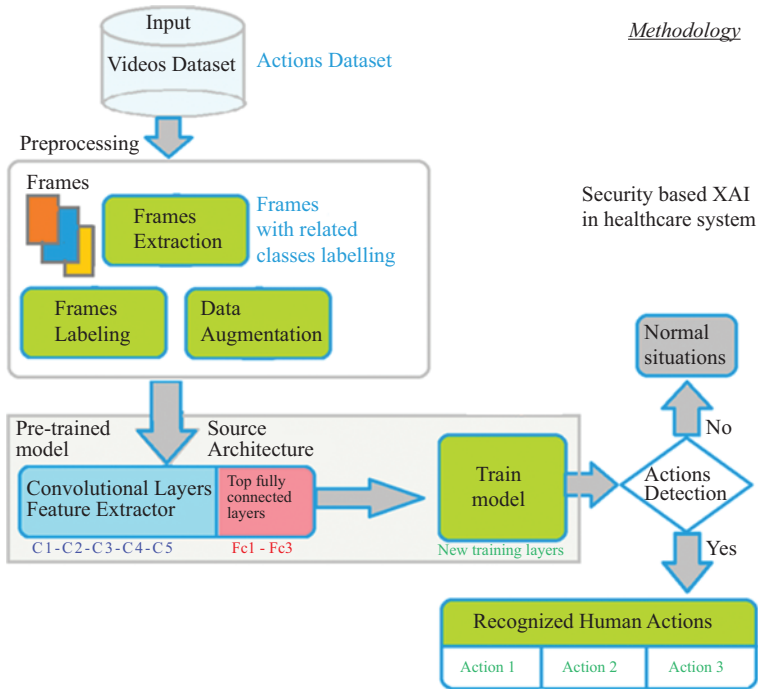 Input
Videos Dataset
Actions Dataset
Methodology
Preprocessing
Frames
Frames
Extraction
Frames
with related
classes labelling
Security based XAI
in healthcare system
Frames
Labeling
Data
Augmentation
Normal
situations
No
Pre-trained
model
Source
Architecture
Convolutional Layers
Feature Extractor
Top fully
connected
layers
C1-C2-C3-C4-C5
Fc1 - Fc3
Train
model
New training layers
Actions
Detection
Yes
Recognized Human Actions
Action 1
Action 2
Action 3